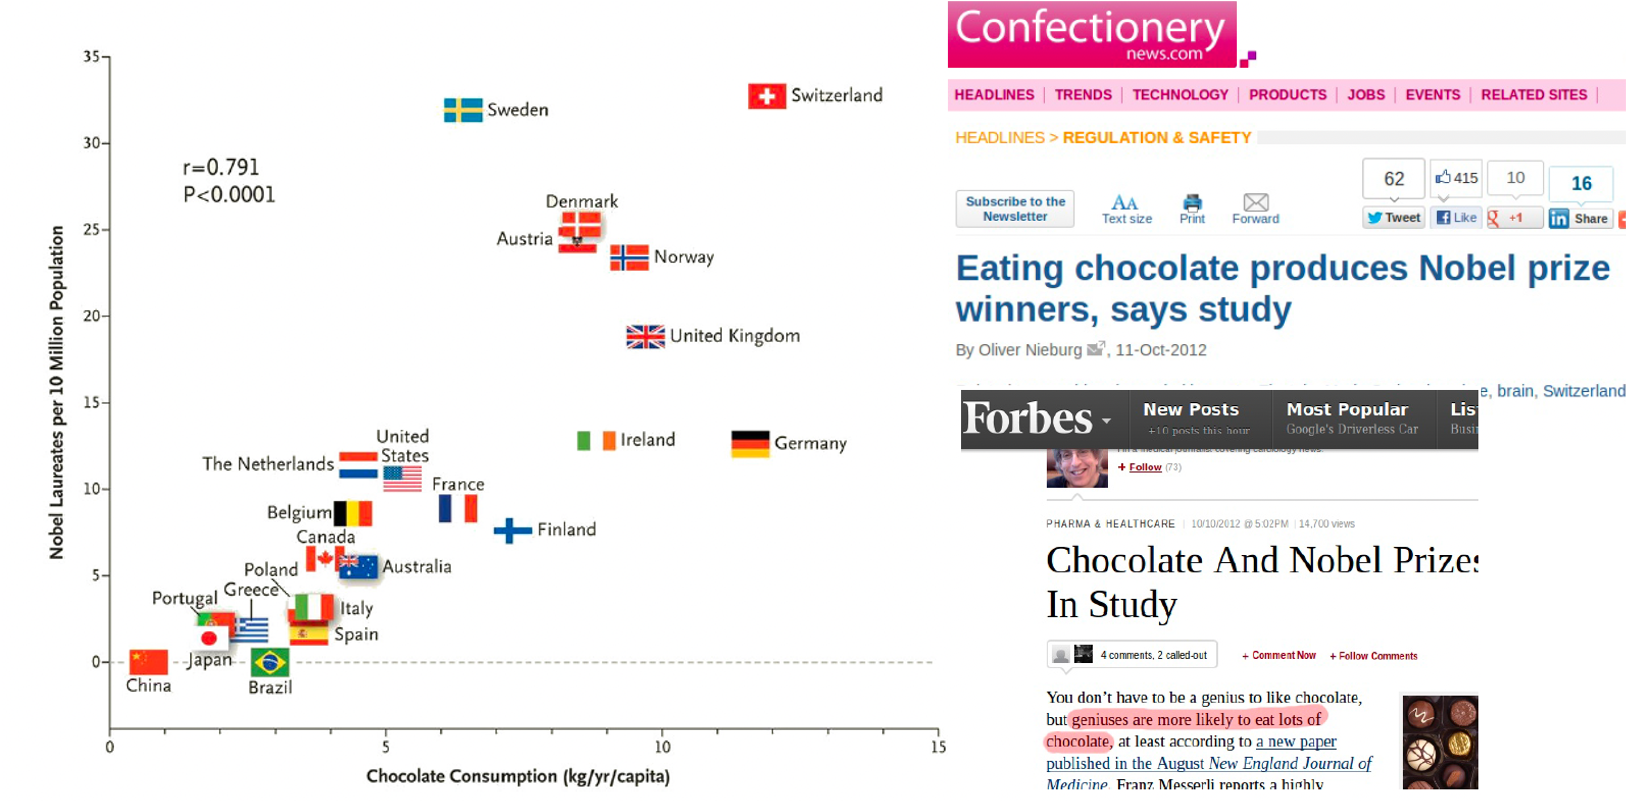 35
30
25
20
15
10
5
0
Nobel Laureates per 10 Million Population
r=0.791
P<0.0001
Sweden
Switzerland
Denmark
Austria
Norway
United Kingdom
Ireland
Germany
United
States
The Netherlands
France
Belgium
Finland
Canada
Australia
Poland
Greece
Portugal
Italy
Spain
Japan
China
Brazil
0 5 10 15
Chocolate Consumption (kg/yr/capita)
Confectionery
news.com
HEADLINES | TRENDS | TECHNOLOGY | PRODUCTS | JOBS | EVENTS | RELATED SITES |
HEADLINES > REGULATION & SAFETY
Subscribe to the
Newsletter
AA
Text size
Print
Forward
62
415
10
16
Tweet
Like
+1
Share
Eating chocolate produces Nobel prize
winners, says study
By Oliver Nieburg , 11-Oct-2012
e, brain, Switzerland
Forbes
New Posts
+10 posts this hour
Most Popular
Google's Driverless Car
Lis
Busi
I'm a medical journalist covering cardiology news.
+ Follow (73)
PHARMA & HEALTHCARE | 10/10/2012 @ 5:02PM | 14,700 views
Chocolate And Nobel Prizes
In Study
4 comments, 2 called-out
+ Comment Now
+ Follow Comments
You don't have to be a genius to like chocolate,
but geniuses are more likely to eat lots of
chocolate, at least according to a new paper
published in the August New England Journal of
Medicine. Franz Messerli reports a highly